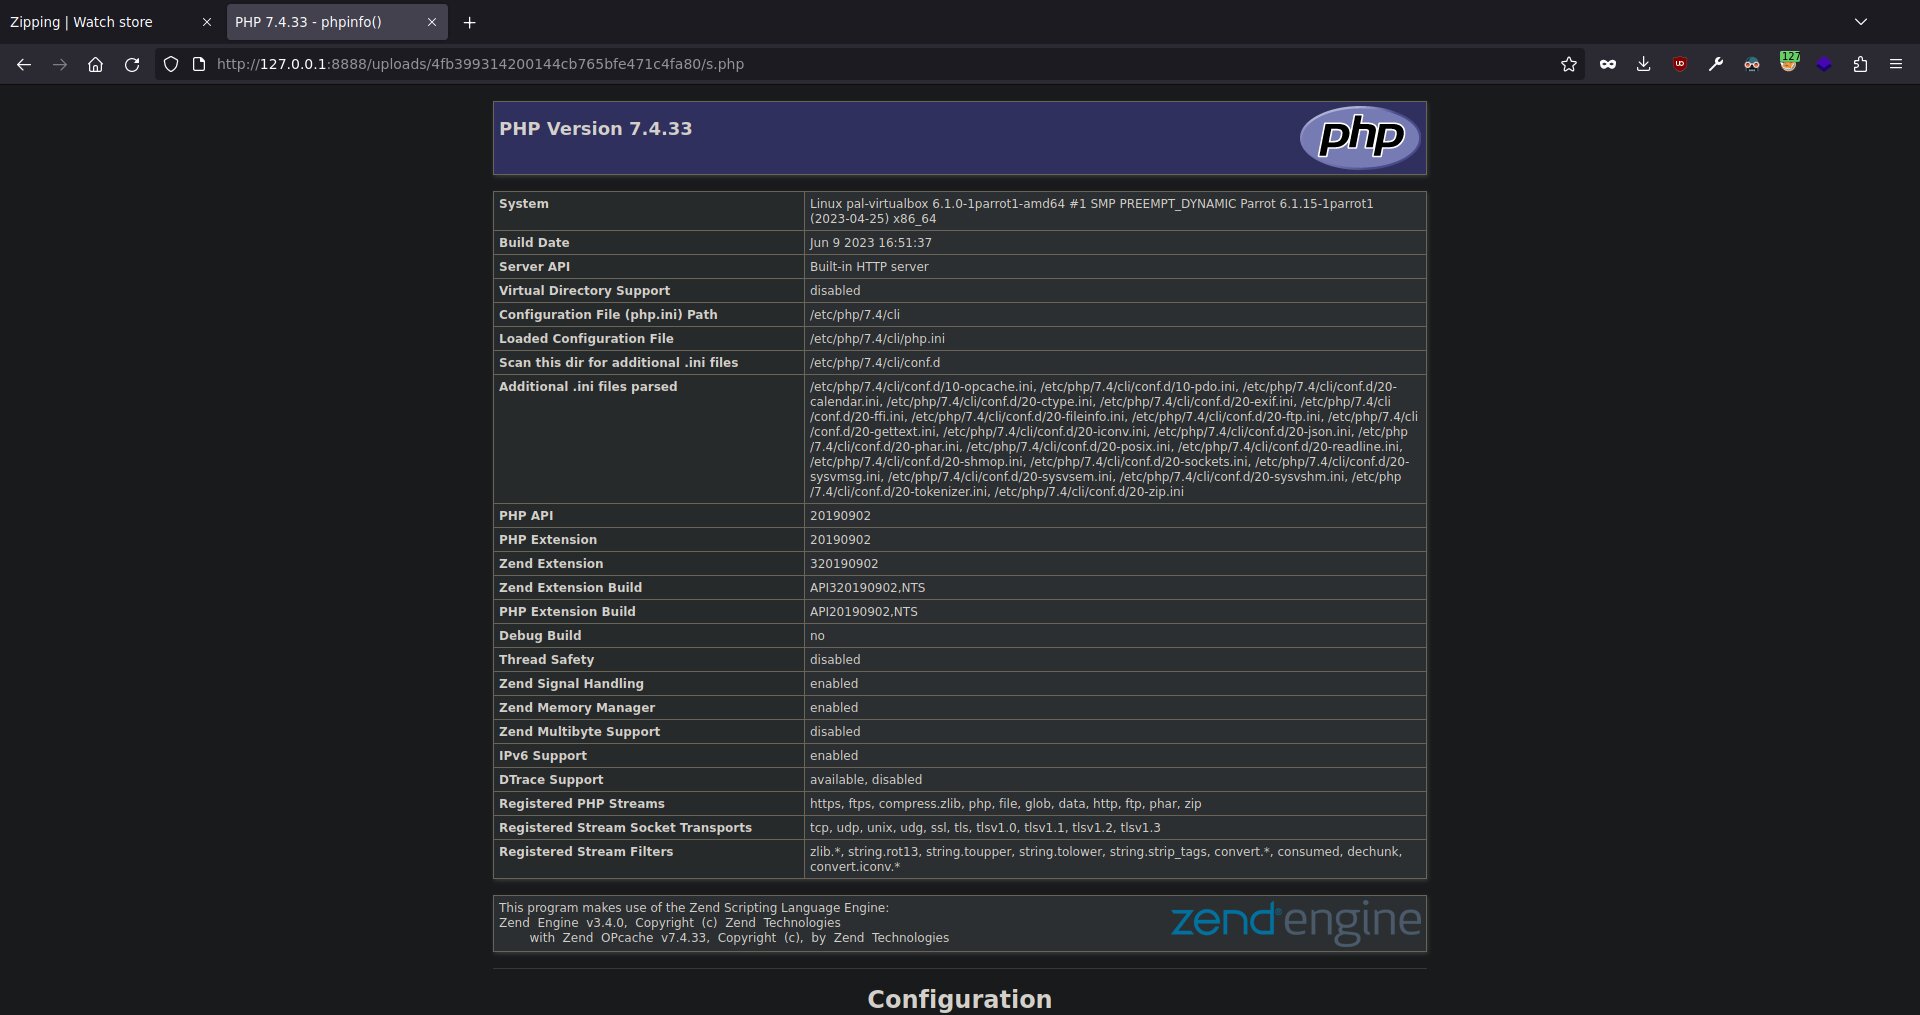 Zipping | Watch store
PHP 7.4.33 - phpinfo()
http://127.0.0.1:8888/uploads/4fb399314200144cb765bfe471c4fa80/s.php
127
PHP Version 7.4.33
php
System Linux pal-virtualbox 6.1.0-1parrot1-amd64 #1 SMP PREEMPT_DYNAMIC Parrot 6.1.15-1parrot1
(2023-04-25) x86_64
Build Date Jun 9 2023 16:51:37
Server API Built-in HTTP server
Virtual Directory Support disabled
Configuration File (php.ini) Path /etc/php/7.4/cli
Loaded Configuration File /etc/php/7.4/cli/php.ini
Scan this dir for additional .ini files /etc/php/7.4/cli/conf.d
Additional .ini files parsed /etc/php/7.4/cli/conf.d/10-opcache.ini, /etc/php/7.4/cli/conf.d/10-pdo.ini, /etc/php/7.4/cli/conf.d/20-
calendar.ini, /etc/php/7.4/cli/conf.d/20-ctype.ini, /etc/php/7.4/cli/conf.d/20-exif.ini, /etc/php/7.4/cli
/conf.d/20-ffi.ini, /etc/php/7.4/cli/conf.d/20-fileinfo.ini, /etc/php/7.4/cli/conf.d/20-ftp.ini, /etc/php/7.4/cli
/conf.d/20-gettext.ini, /etc/php/7.4/cli/conf.d/20-iconv.ini, /etc/php/7.4/cli/conf.d/20-json.ini, /etc/php
/7.4/cli/conf.d/20-phar.ini, /etc/php/7.4/cli/conf.d/20-posix.ini, /etc/php/7.4/cli/conf.d/20-readline.ini,
/etc/php/7.4/cli/conf.d/20-shmop.ini, /etc/php/7.4/cli/conf.d/20-sockets.ini, /etc/php/7.4/cli/conf.d/20-
sysvmsg.ini, /etc/php/7.4/cli/conf.d/20-sysvsem.ini, /etc/php/7.4/cli/conf.d/20-sysvshm.ini, /etc/php
/7.4/cli/conf.d/20-tokenizer.ini, /etc/php/7.4/cli/conf.d/20-zip.ini
PHP API 20190902
PHP Extension 20190902
Zend Extension 320190902
Zend Extension Build API320190902,NTS
PHP Extension Build API20190902,NTS
Debug Build no
Thread Safety disabled
Zend Signal Handling enabled
Zend Memory Manager enabled
Zend Multibyte Support disabled
IPv6 Support enabled
DTrace Support available, disabled
Registered PHP Streams https, ftps, compress.zlib, php, file, glob, data, http, ftp, phar, zip
Registered Stream Socket Transports tcp, udp, unix, udg, ssl, tls, tlsv1.0, tlsv1.1, tlsv1.2, tlsv1.3
Registered Stream Filters zlib.*, string.rot13, string.toupper, string.tolower, string.strip_tags, convert.*, consumed, dechunk,
convert.iconv.*
This program makes use of the Zend Scripting Language Engine:
Zend Engine v3.4.0, Copyright (c) Zend Technologies
with Zend OPcache v7.4.33, Copyright (c), by Zend Technologies
zend engine
Configuration